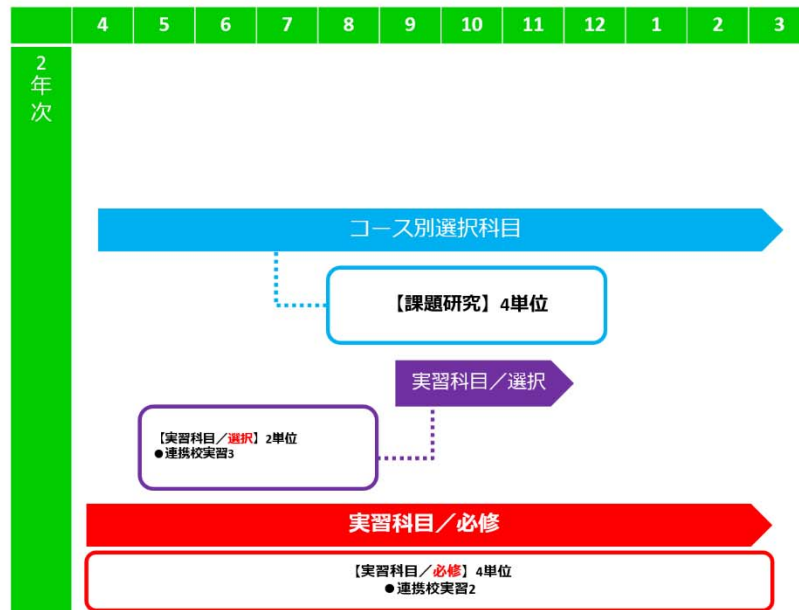 4 5 6 7 8 9 10 11 12 1 2 3
2年次
コース別選択科目
【課題研究】4単位
実習科目／選択
【実習科目／選択】2単位
●連携校実習3
実習科目／必修
【実習科目／必修】4単位
●連携校実習2